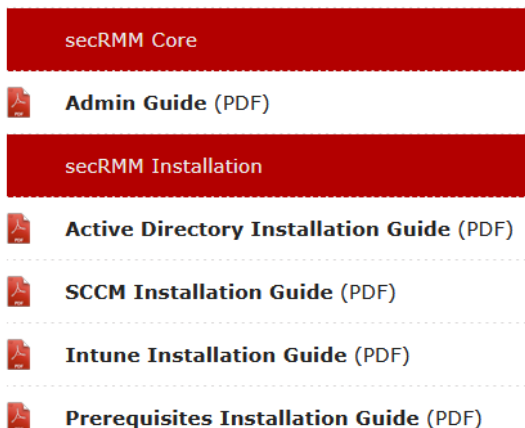 secRMM Core
Admin Guide (PDF)
secRMM Installation
Active Directory Installation Guide (PDF)
SCCM Installation Guide (PDF)
Intune Installation Guide (PDF)
Prerequisites Installation Guide (PDF)